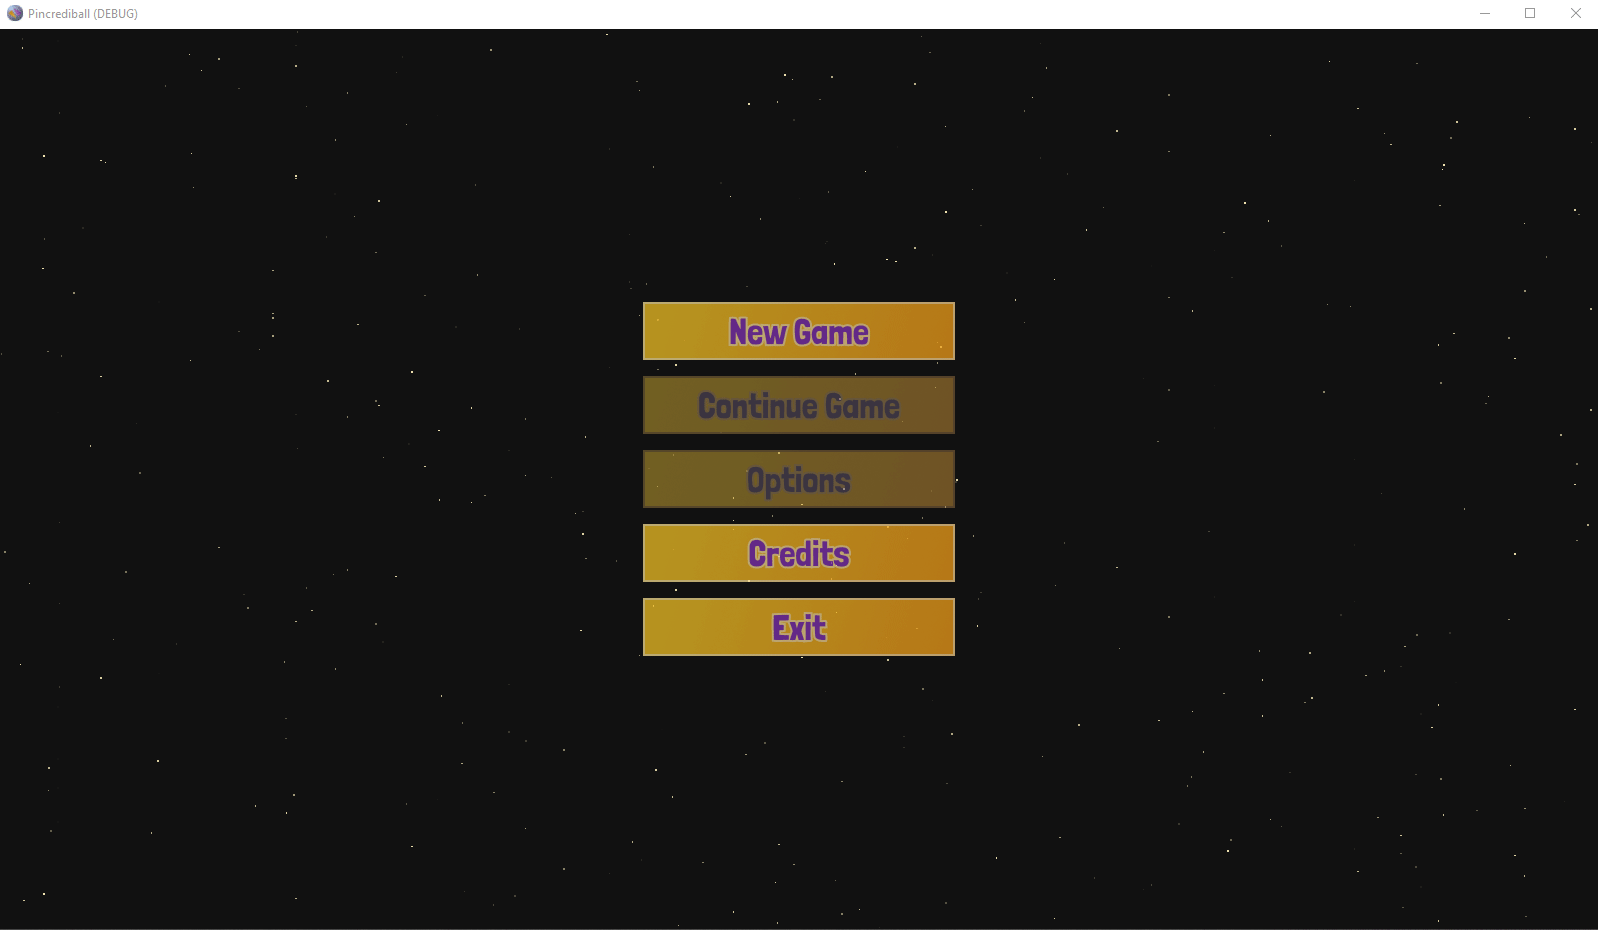 Pincrediball (DEBUG)
New Game
Continue Game
Options
Credits
Exit